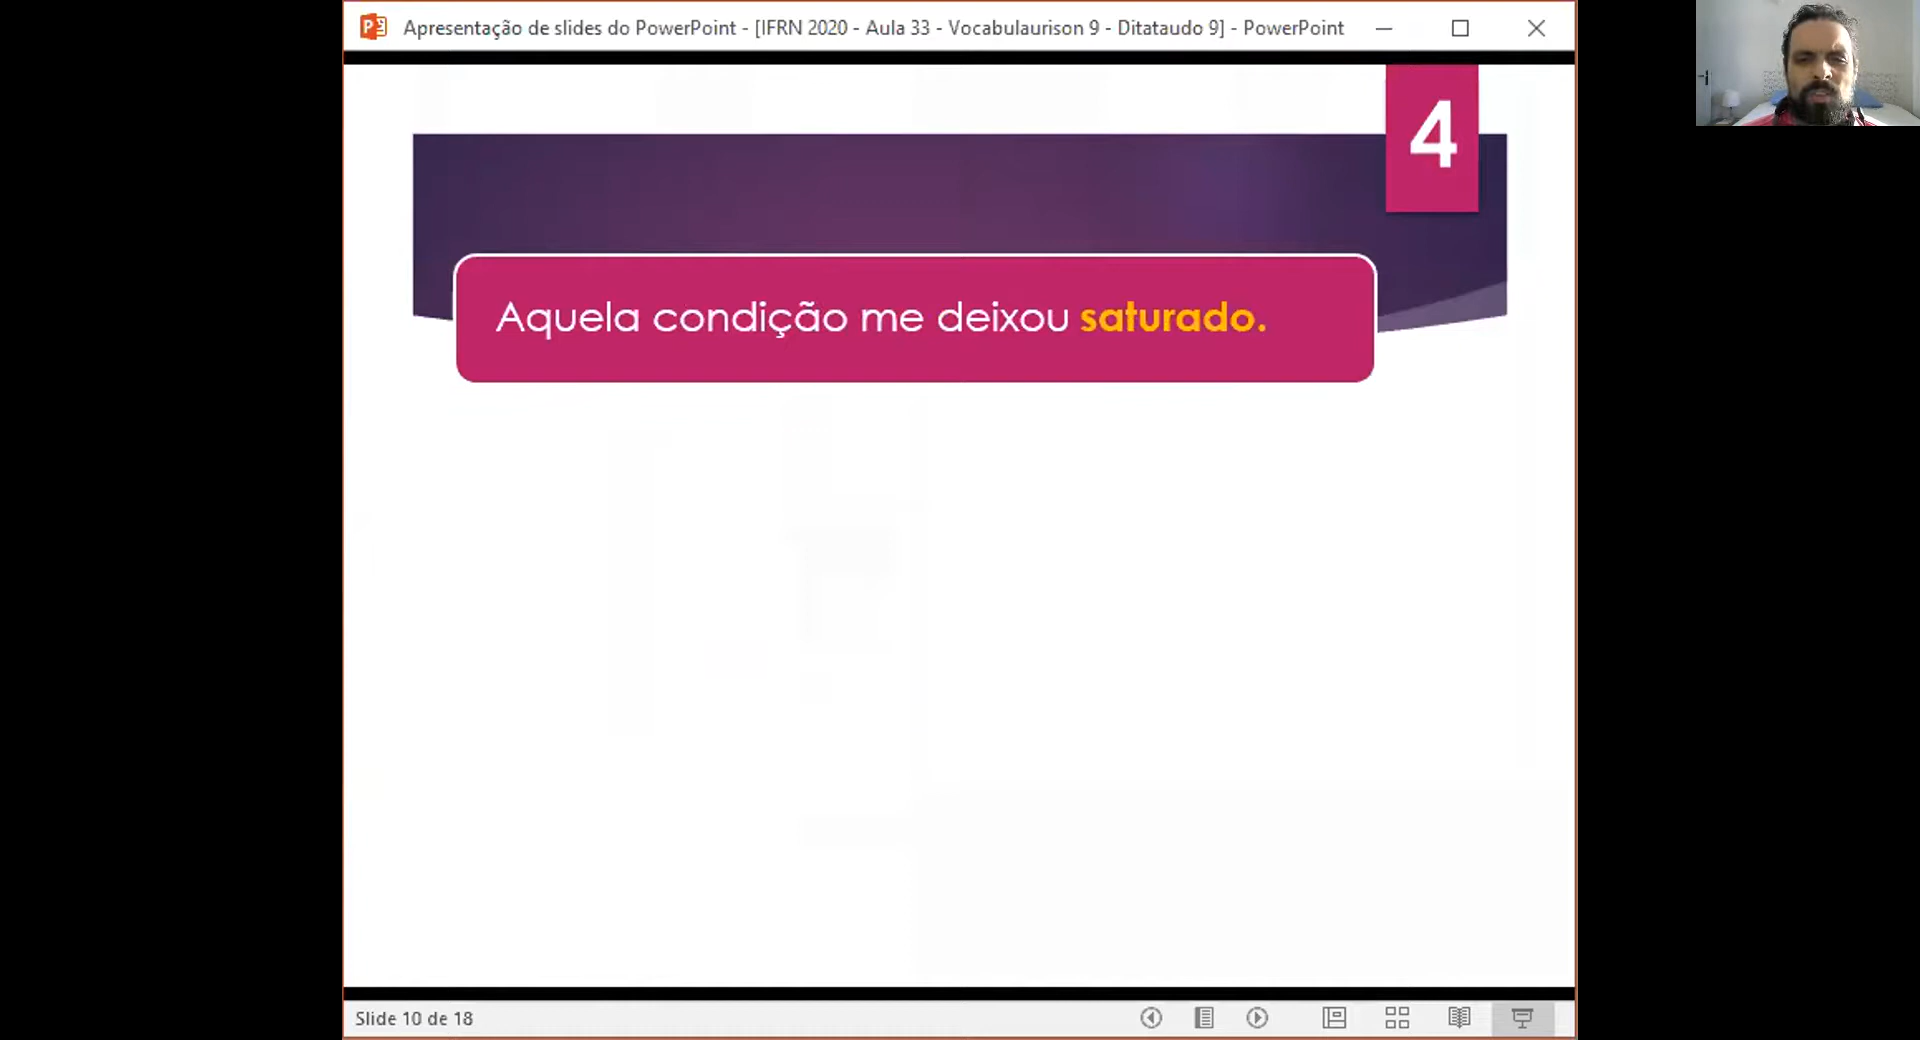 Apresentação de slides do PowerPoint - [IFRN 2020 - Aula 33 - Vocabulaurison 9 - Ditataudo 9] - PowerPoint
4
Aquela condição me deixou saturado.
Slide 10 de 18